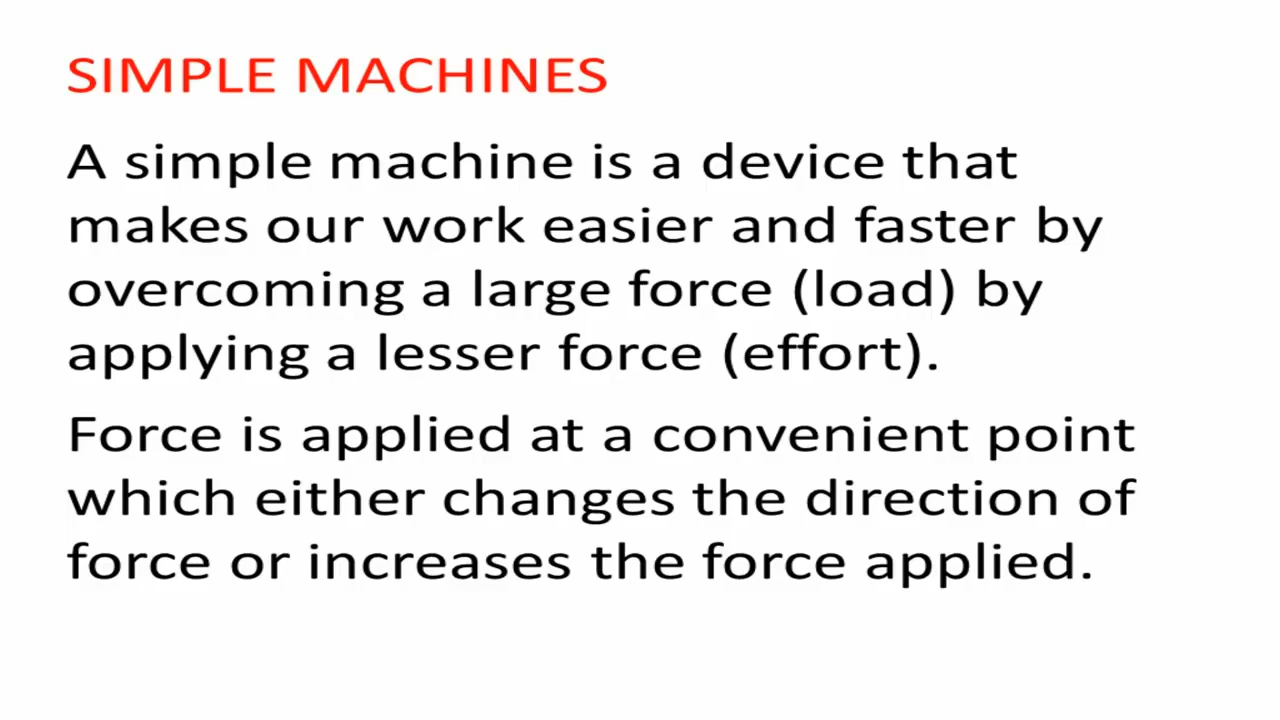 SIMPLE MACHINES
A simple machine is a device that
makes our work easier and faster by
overcoming a large force (load) by
applying a lesser force (effort).
Force is applied at a convenient point
which either changes the direction of
force or increases the force applied.